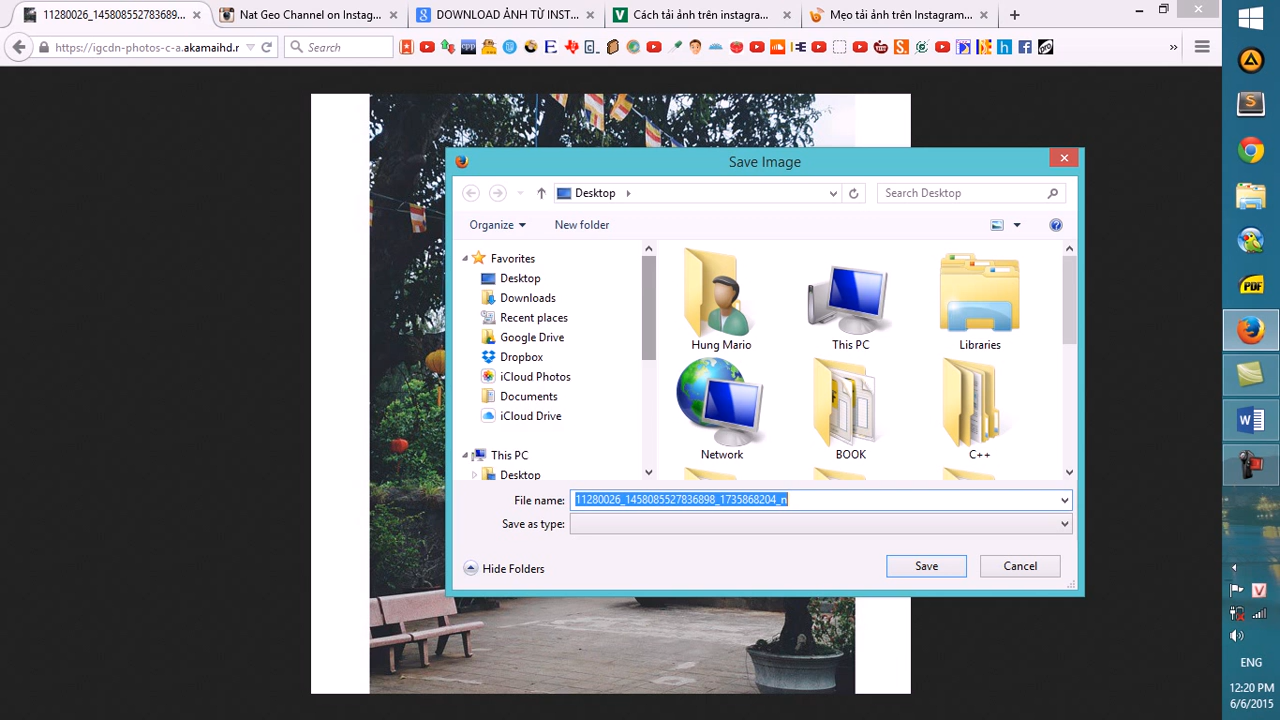 11280026_145808552783689...
Nat Geo Channel on Instag...
DOWNLOAD ẢNH TỪ INST...
Cách tải ảnh trên instagra...
Mẹo tải ảnh trên Instagram...
https://igcdn-photos-c-a.akamaihd.r
Search
cpp
Save Image
Desktop
Search Desktop
Organize
New folder
Favorites
Desktop
Downloads
Recent places
Google Drive
Dropbox
iCloud Photos
Documents
iCloud Drive
This PC
Desktop
Hung Mario
This PC
Libraries
Network
BOOK
C++
File name:
11280026_1458085527836898_1735868204_n
Save as type:
Hide Folders
Save
Cancel
PDF
ENG
12:20 PM
6/6/2015